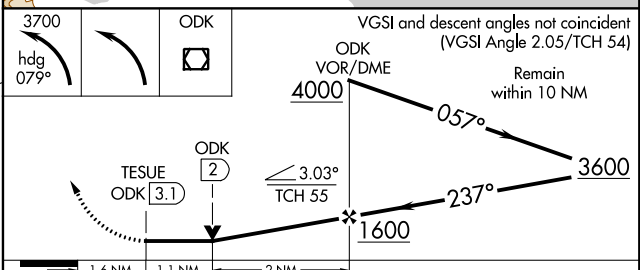 3700
hdg
079°
ODK
VGSI and descent angles not coincident
(VGSI Angle 2.05/TCH 54)
ODK
VOR/DME
4000
Remain
within 10 NM
057°
3600
237°
1600
3.03°
TCH 55
ODK
2
TESUE
ODK 3.1
1.6 NM
1.1 NM
2 NM